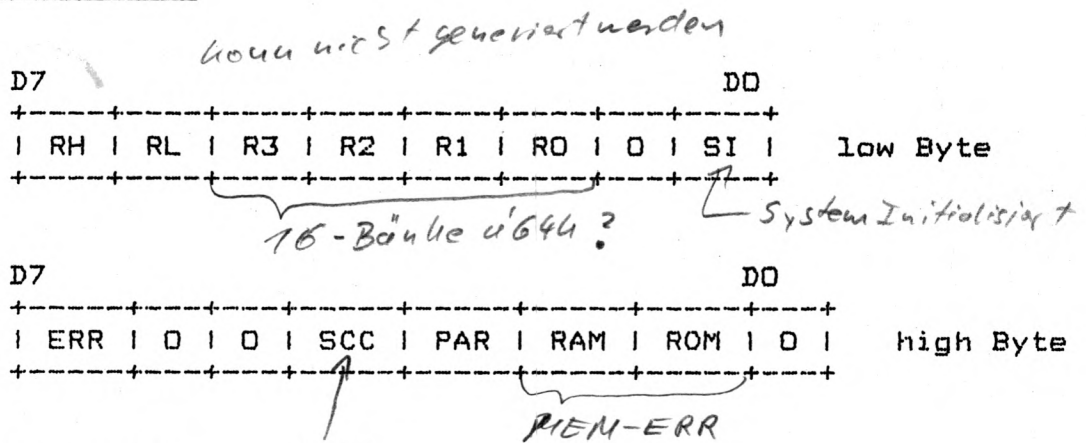 kann nicht generiert werden
D7 D0
+-----+----+----+----+----+----+---+----+
| RH | RL | R3 | R2 | R1 | R0 | 0 | SI | low Byte
+-----+----+----+----+----+----+---+----+
16-Bänke à 64k ? System Initialisiert
D7 D0
+-----+---+---+-----+-----+-----+-----+---+
| ERR | 0 | 0 | SCC | PAR | RAM | ROM | 0 | high Byte
+-----+---+---+-----+-----+-----+-----+---+
MEM-ERR